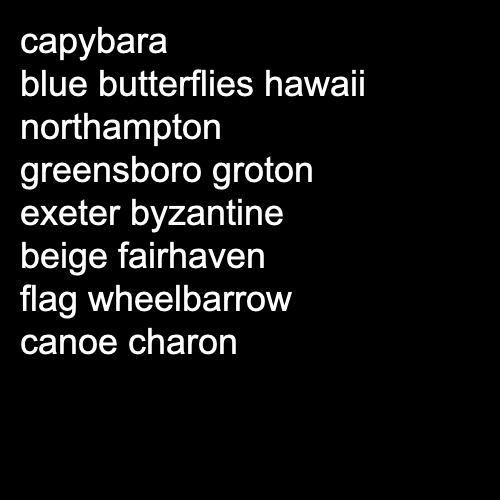 capybara
blue butterflies hawaii
northampton
greensboro groton
exeter byzantine
beige fairhaven
flag wheelbarrow
canoe charon